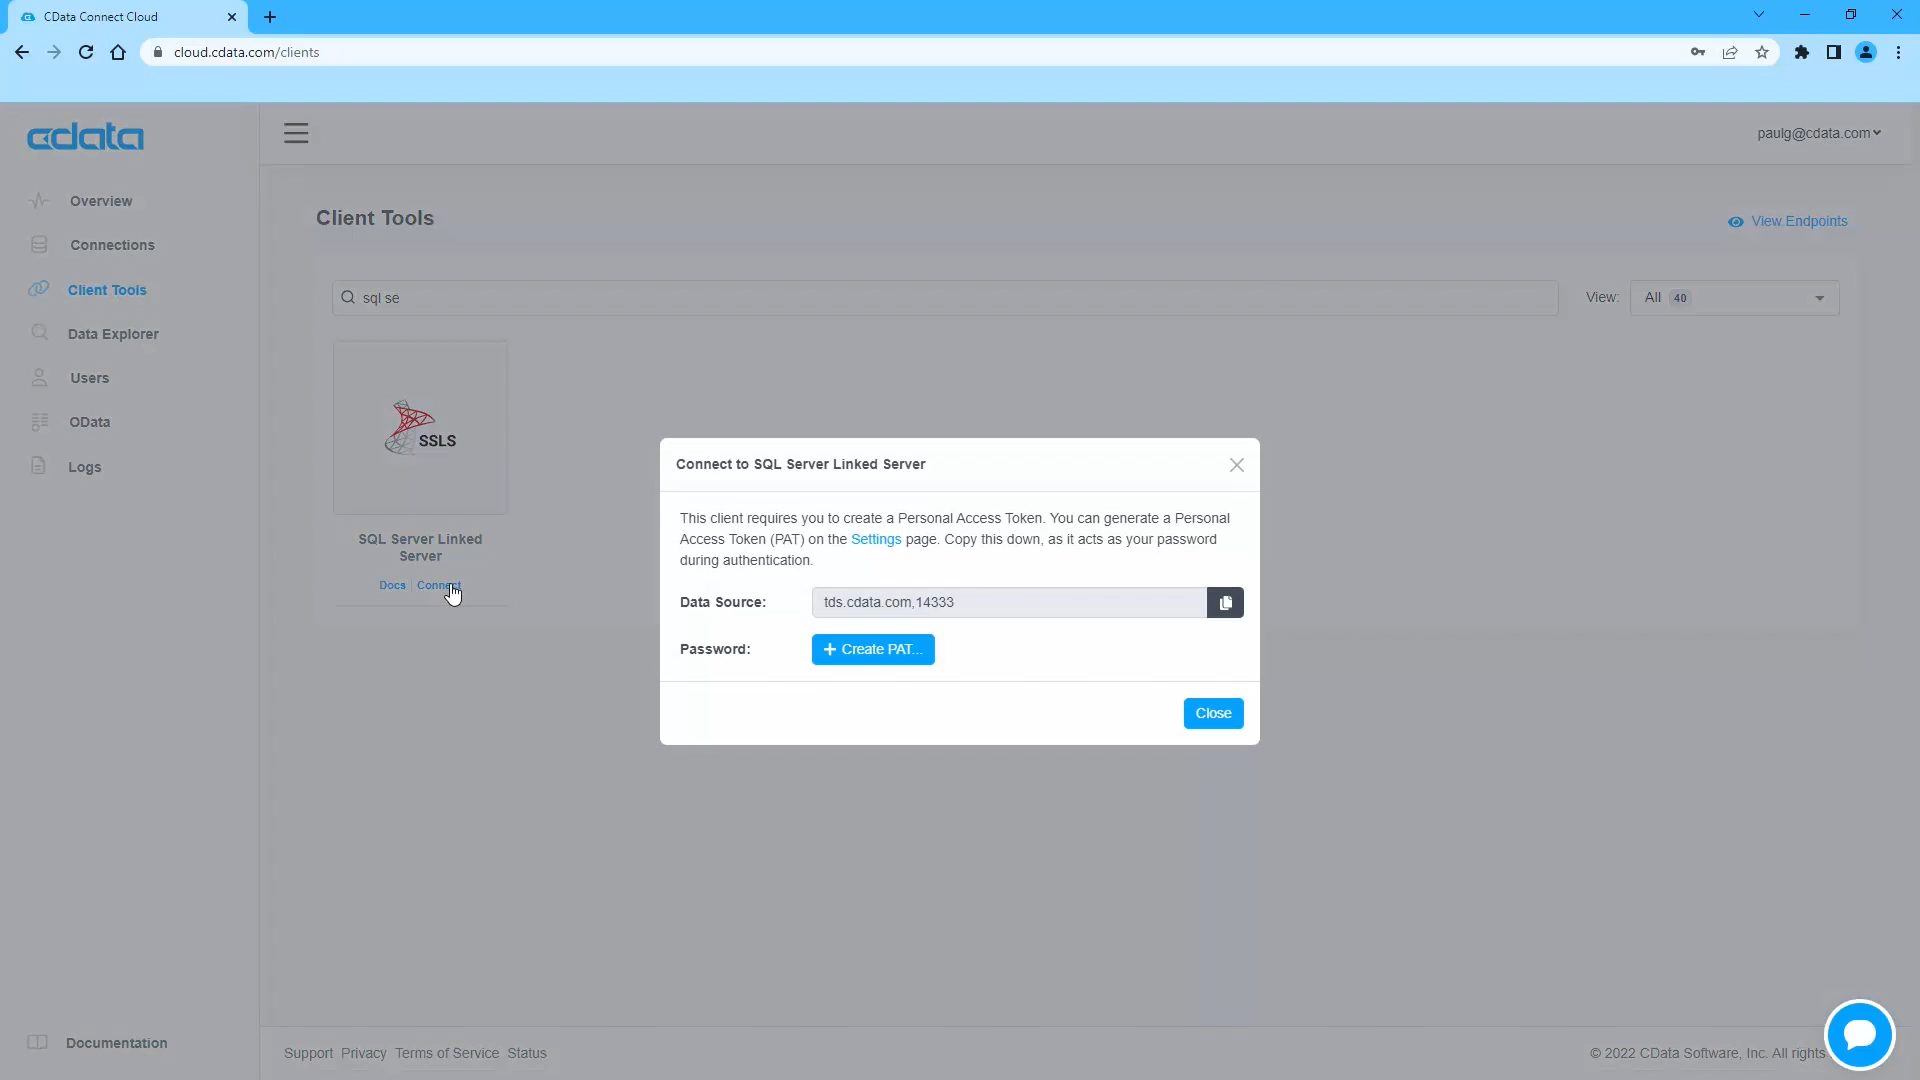 CData Connect Cloud
cloud.cdata.com/clients
cdata
paulg@cdata.com
Overview
Connections
Client Tools
Data Explorer
Users
OData
Logs
Documentation
Client Tools
View Endpoints
sql se
View:
All 40
SSLS
SQL Server Linked
Server
Docs | Connect
Connect to SQL Server Linked Server
This client requires you to create a Personal Access Token. You can generate a Personal
Access Token (PAT) on the Settings page. Copy this down, as it acts as your password
during authentication.
Data Source:
tds.cdata.com,14333
Password:
+ Create PAT...
Close
Support Privacy Terms of Service Status
© 2022 CData Software, Inc. All rights